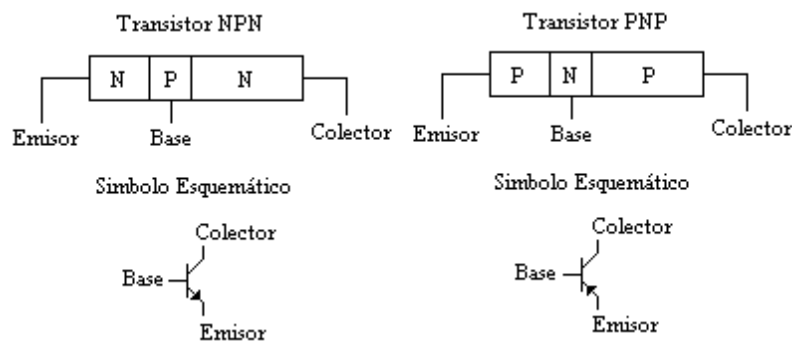 Transistor NPN
N P N
Emisor Base Colector
Simbolo Esquemático
Colector
Base
Emisor
Transistor PNP
P N P
Emisor Base Colector
Simbolo Esquemático
Colector
Base
Emisor